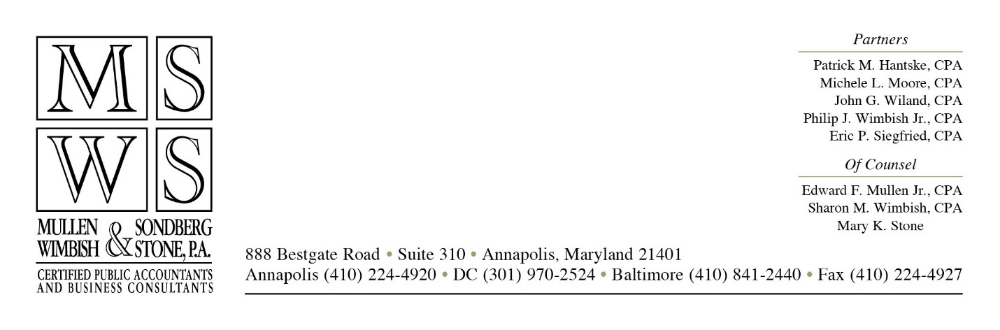 M S
W S
MULLEN & SONDBERG
WIMBISH STONE, P.A.
CERTIFIED PUBLIC ACCOUNTANTS
AND BUSINESS CONSULTANTS
Partners
Patrick M. Hantske, CPA
Michele L. Moore, CPA
John G. Wiland, CPA
Philip J. Wimbish Jr., CPA
Eric P. Siegfried, CPA
Of Counsel
Edward F. Mullen Jr., CPA
Sharon M. Wimbish, CPA
Mary K. Stone
888 Bestgate Road • Suite 310 • Annapolis, Maryland 21401
Annapolis (410) 224-4920 • DC (301) 970-2524 • Baltimore (410) 841-2440 • Fax (410) 224-4927